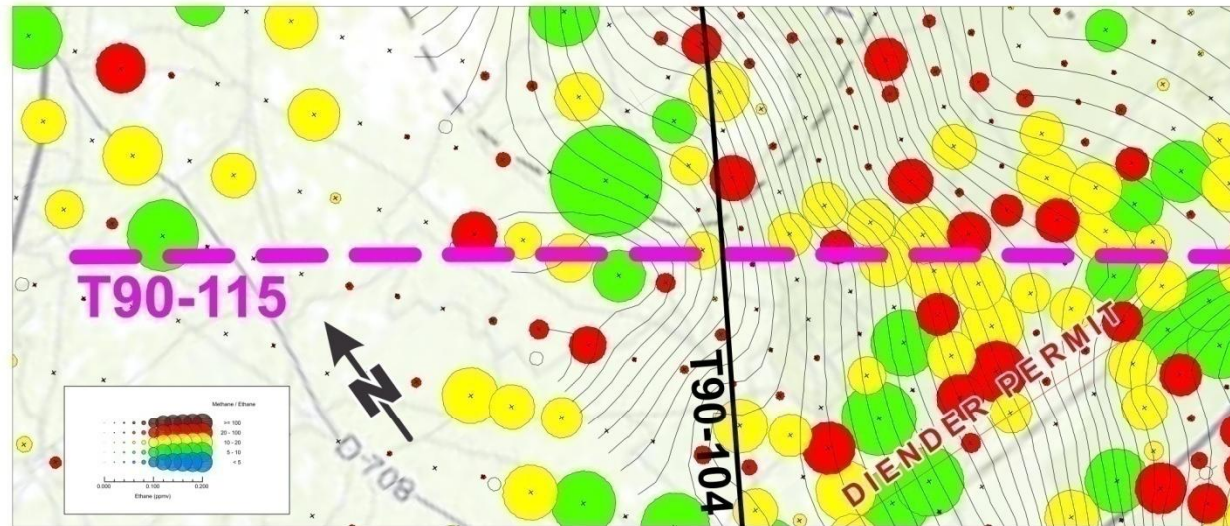 T90-115
N
T90-104
DIENDER PERMIT
D-708
Methane / Ethane
>= 100
20 - 100
10 - 20
5 - 10
< 5
0.000
0.100
0.200
Ethane (ppmv)